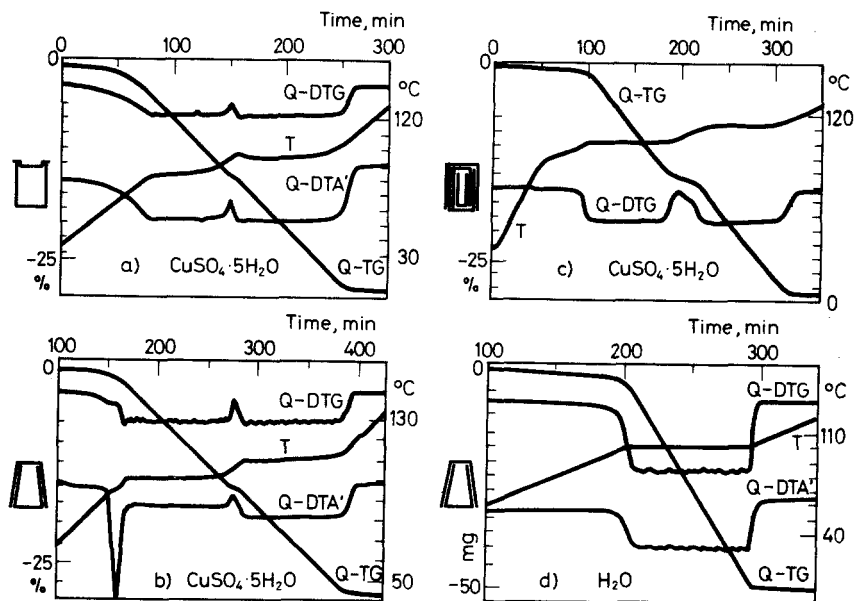 Time, min
0 100 200 300
0
°C
Q-DTG
120
T
Q-DTA'
-25
%
30
a) CuSO₄·5H₂O
Q-TG
Time, min
0 100 200 300
0
°C
Q-TG
120
Q-DTG
T
-25
%
c) CuSO₄·5H₂O
0
Time, min
100 200 300 400
0
°C
Q-DTG
130
T
Q-DTA'
-25
%
b) CuSO₄·5H₂O
Q-TG
50
Time, min
100 200 300
0
°C
Q-DTG
T
110
Q-DTA'
40
mg
-50
d) H₂O
Q-TG